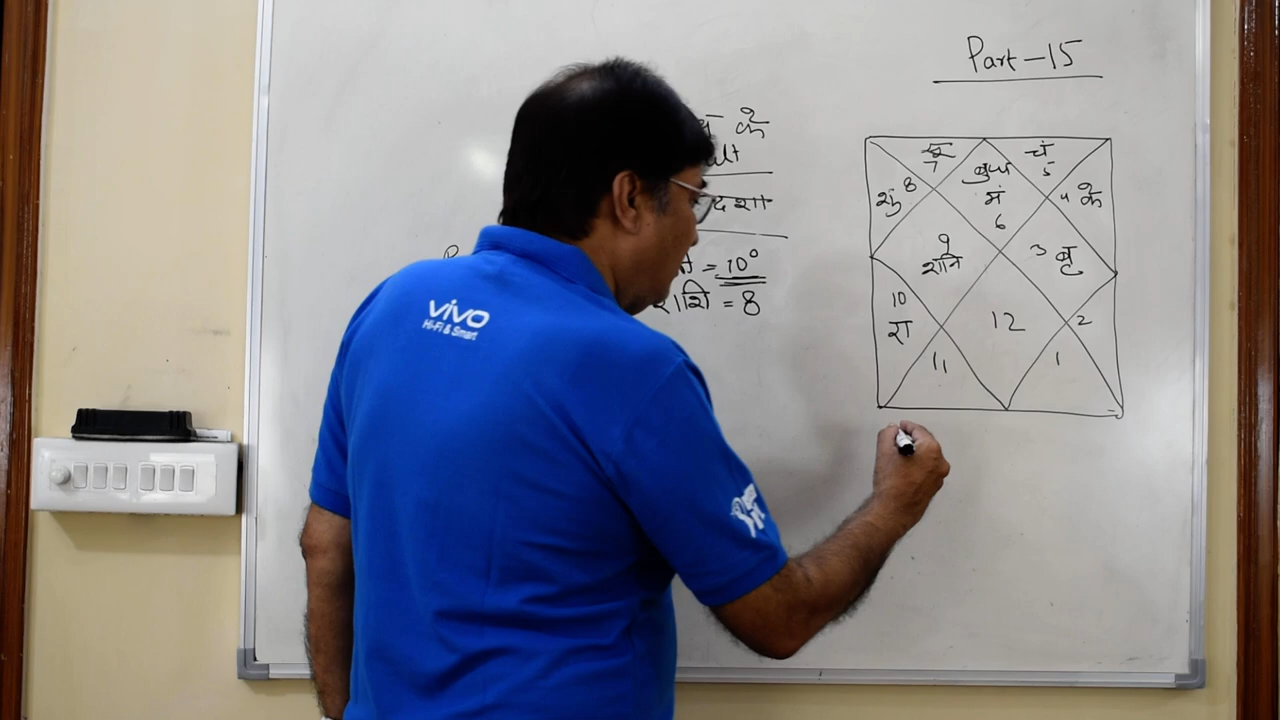 Part-15
के
दशा
= 10°
राशि = 8
vivo
Hi-Fi & Smart
7
चं
5
बुध
मं
6
8
शु
4 के
9
शनि
3 बृ
10
रा
12
2
11
1